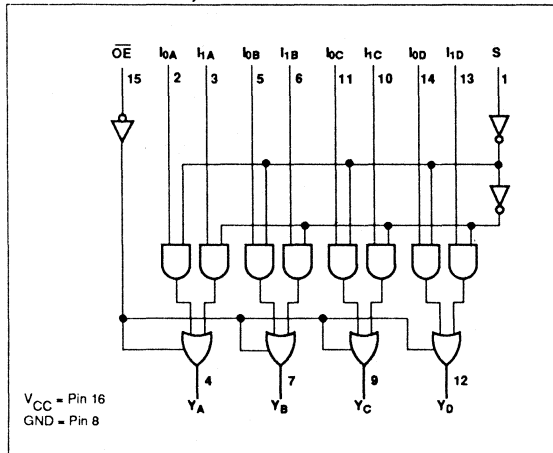 OE I0A I1A I0B I1B I0C I1C I0D I1D S
15 2 3 5 6 11 10 14 13 1
4 7 9 12
YA YB YC YD
VCC = Pin 16
GND = Pin 8